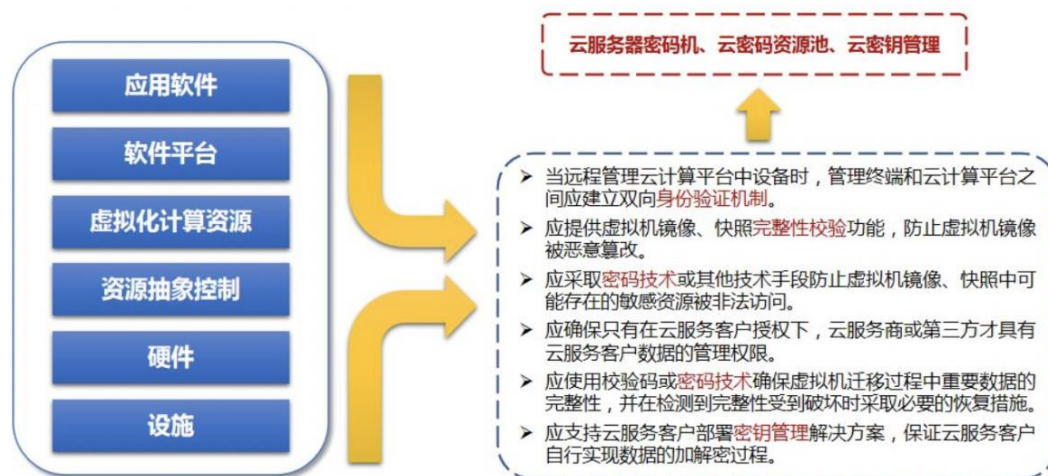 云服务器密码机、云密码资源池、云密钥管理
应用软件
软件平台
虚拟化计算资源
资源抽象控制
硬件
设施
➢ 当远程管理云计算平台中设备时，管理终端和云计算平台之
间应建立双向身份验证机制。
➢ 应提供虚拟机镜像、快照完整性校验功能，防止虚拟机镜像
被恶意篡改。
➢ 应采取密码技术或其他技术手段防止虚拟机镜像、快照中可
能存在的敏感资源被非法访问。
➢ 应确保只有在云服务客户授权下，云服务商或第三方才具有
云服务客户数据的管理权限。
➢ 应使用校验码或密码技术确保虚拟机迁移过程中重要数据的
完整性，并在检测到完整性受到破坏时采取必要的恢复措施。
➢ 应支持云服务客户部署密钥管理解决方案，保证云服务客户
自行实现数据的加解密过程。